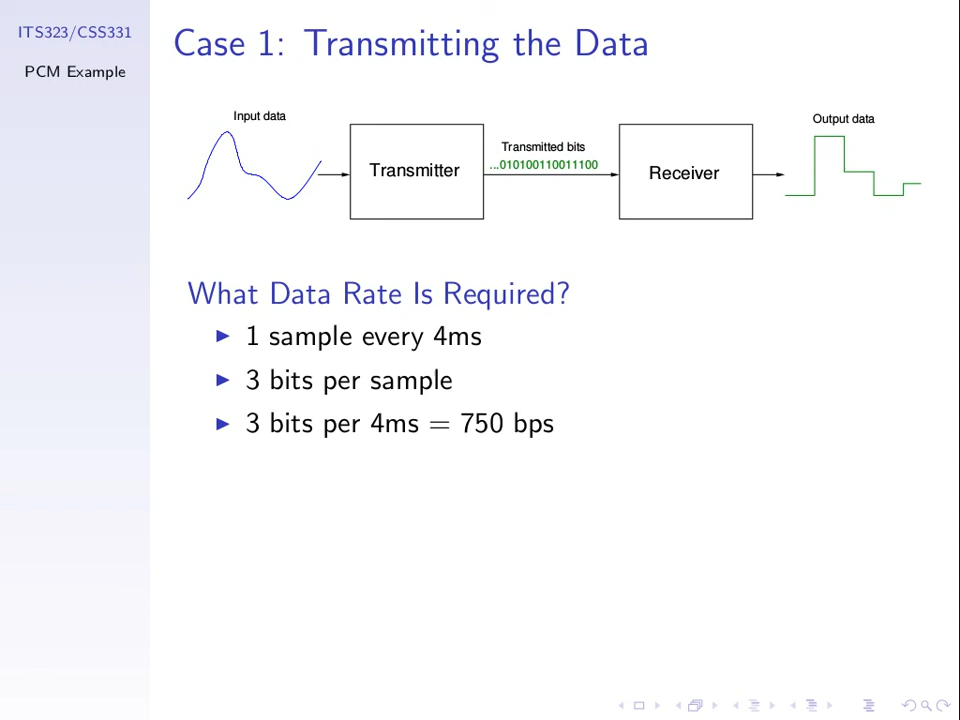 ITS323/CSS331
PCM Example
Case 1: Transmitting the Data
Input data
Transmitter
Transmitted bits
...010100110011100
Receiver
Output data
What Data Rate Is Required?
1 sample every 4ms
3 bits per sample
3 bits per 4ms = 750 bps